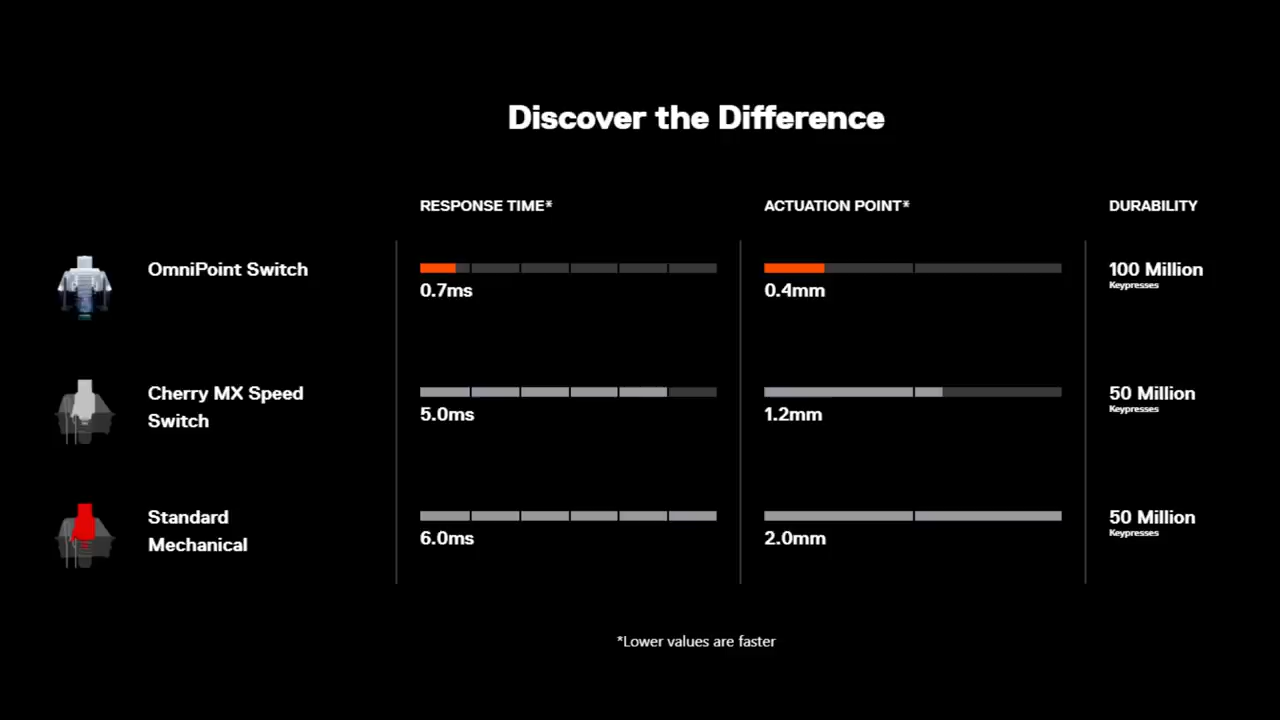 Discover the Difference
RESPONSE TIME*
ACTUATION POINT*
DURABILITY
OmniPoint Switch
0.7ms
0.4mm
100 Million
Keypresses
Cherry MX Speed
Switch
5.0ms
1.2mm
50 Million
Keypresses
Standard
Mechanical
6.0ms
2.0mm
50 Million
Keypresses
*Lower values are faster